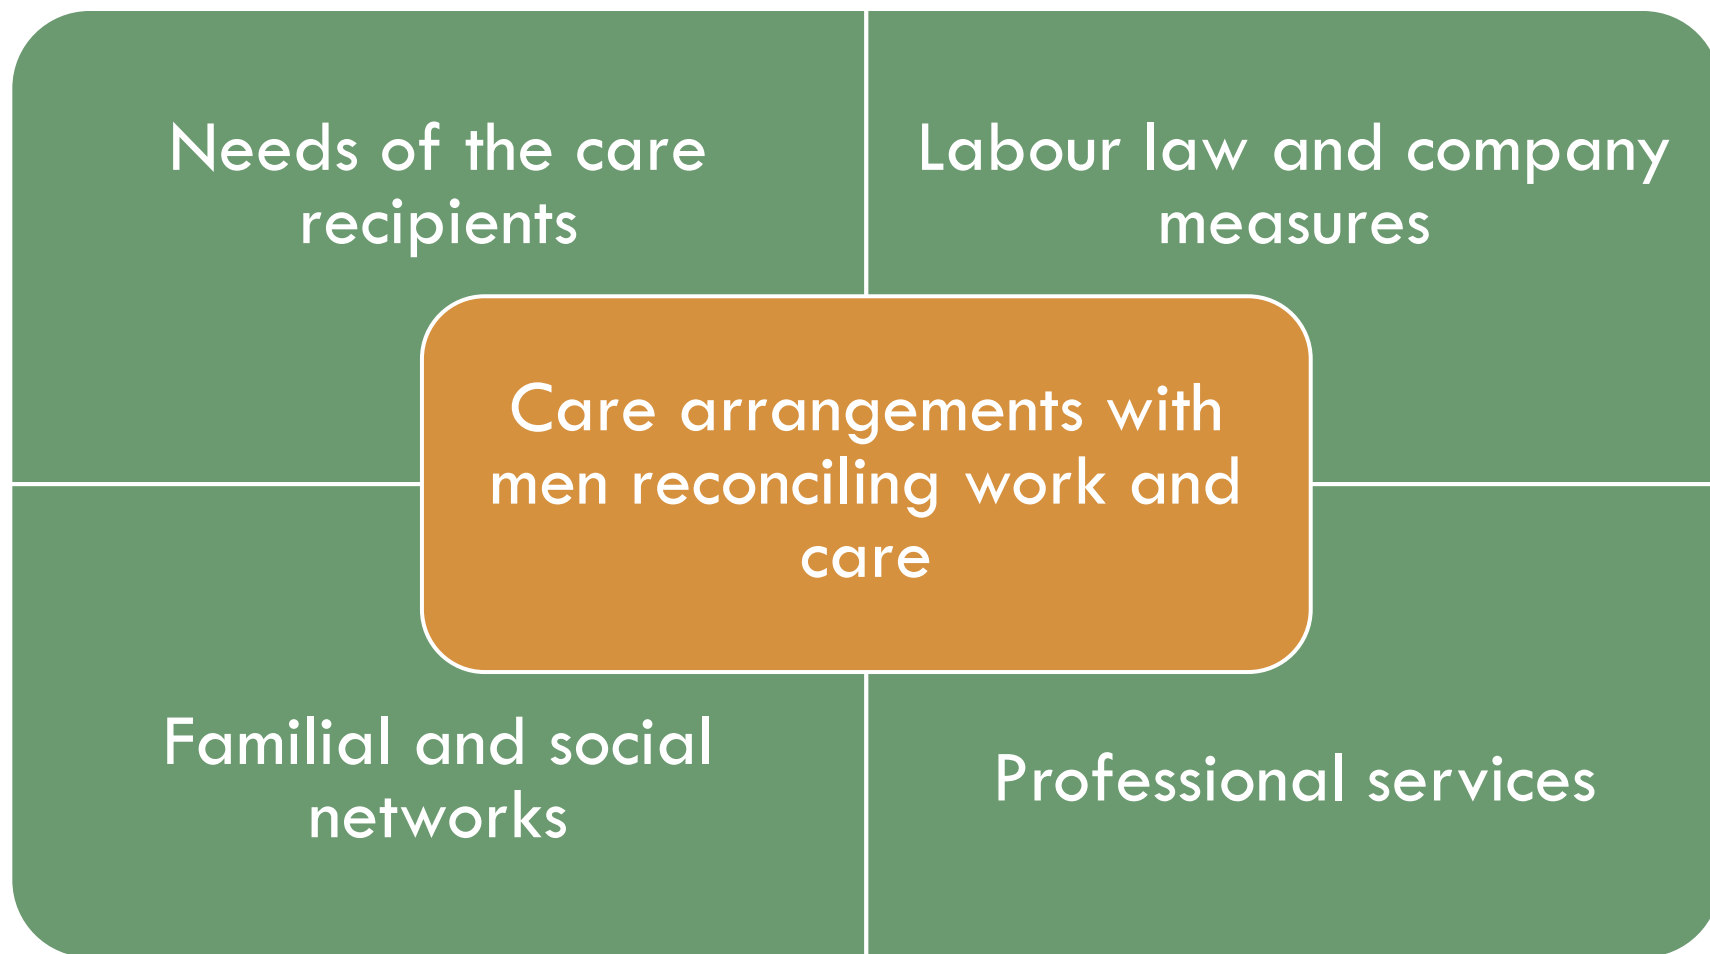 Needs of the care
recipients
Labour law and company
measures
Care arrangements with
men reconciling work and
care
Familial and social
networks
Professional services